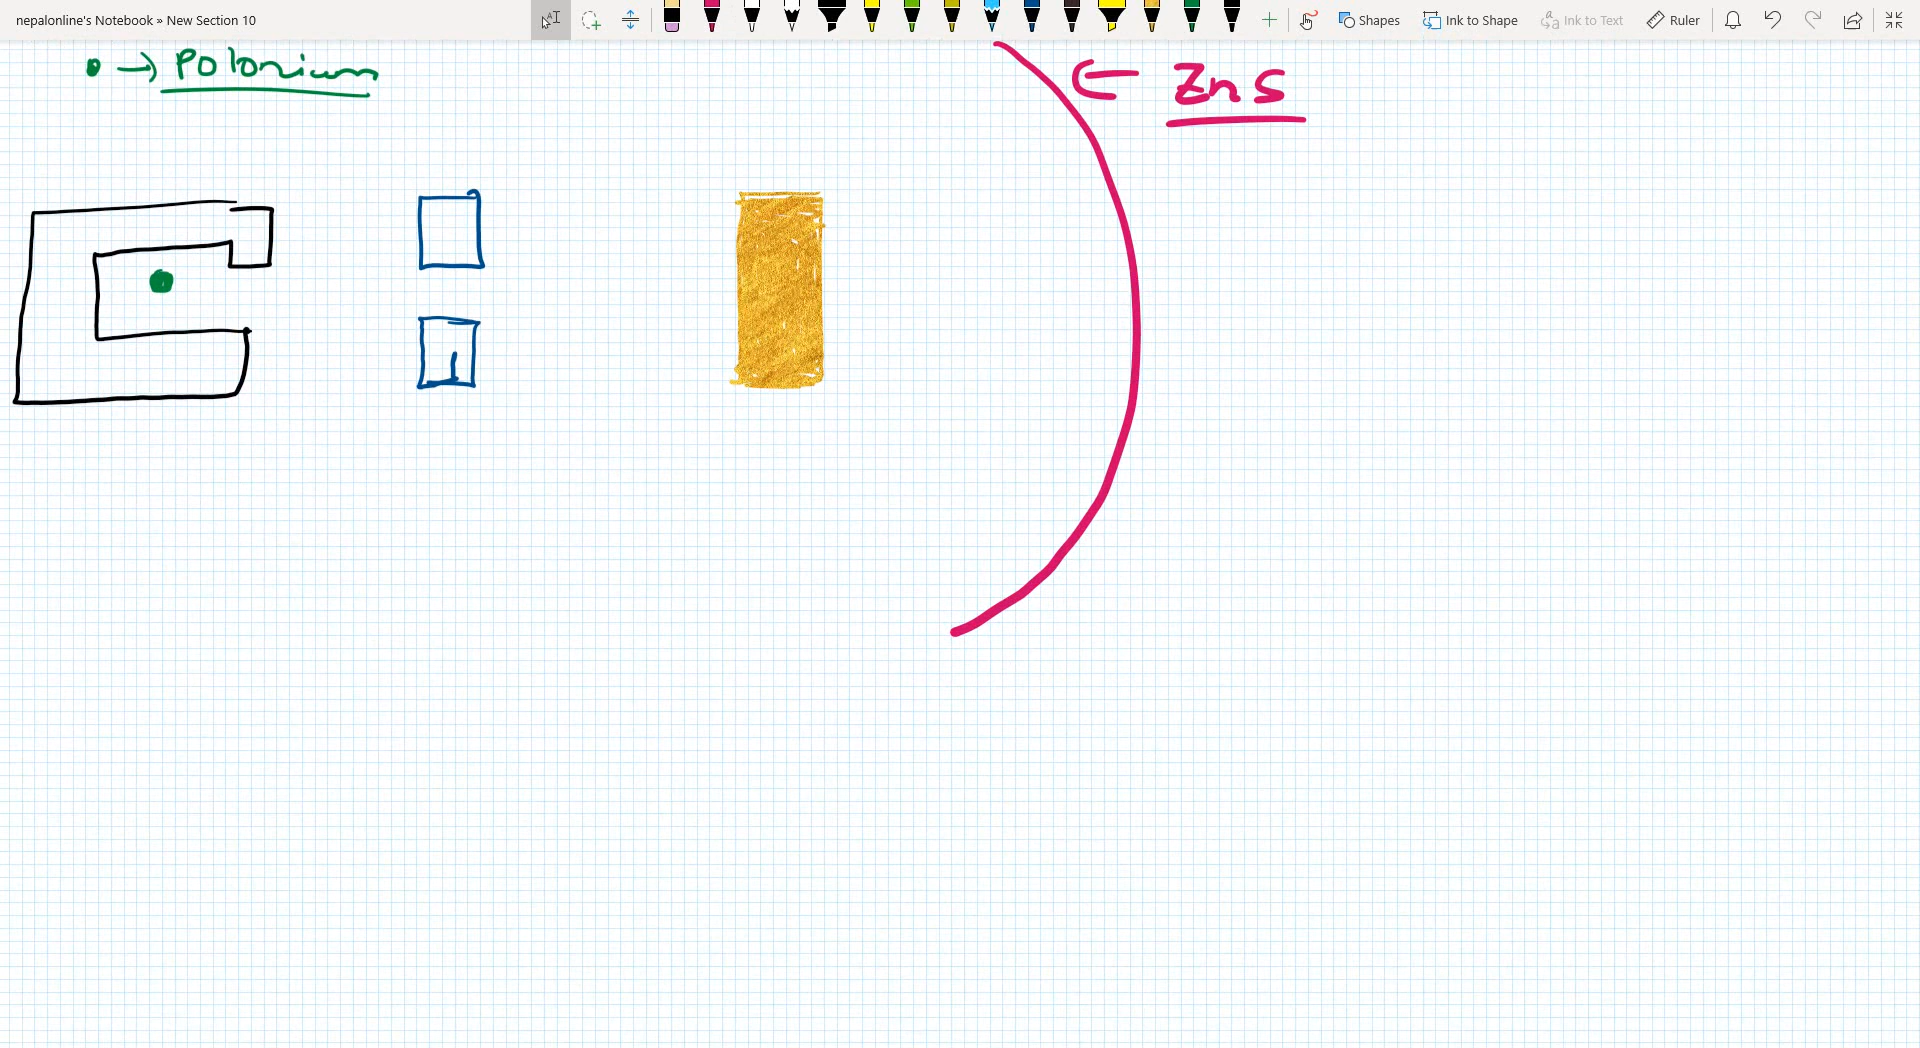 nepalonline's Notebook » New Section 10
Shapes
Ink to Shape
Ink to Text
Ruler
→ Polonium
← ZnS